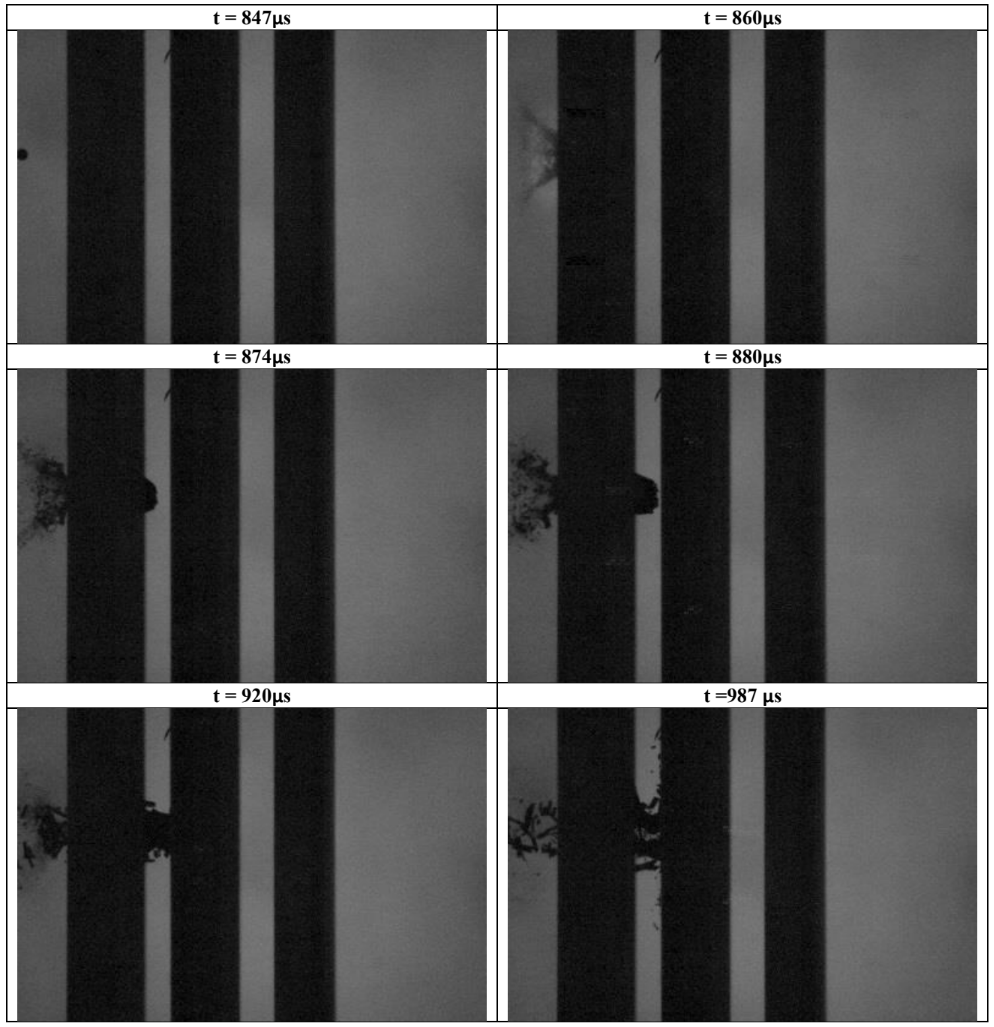 t = 847μs
t = 860μs
t = 874μs
t = 880μs
t = 920μs
t =987 μs